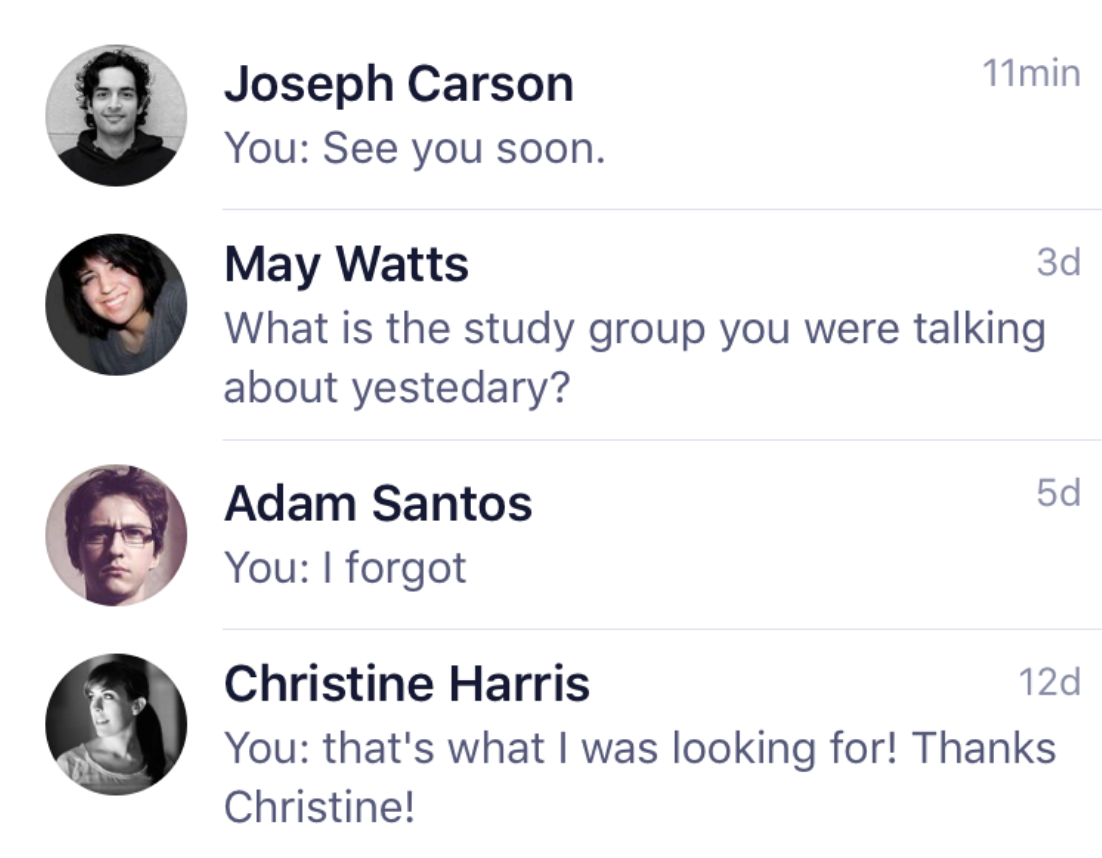 Joseph Carson
11min
You: See you soon.
May Watts
3d
What is the study group you were talking
about yestedary?
Adam Santos
5d
You: I forgot
Christine Harris
12d
You: that's what I was looking for! Thanks
Christine!